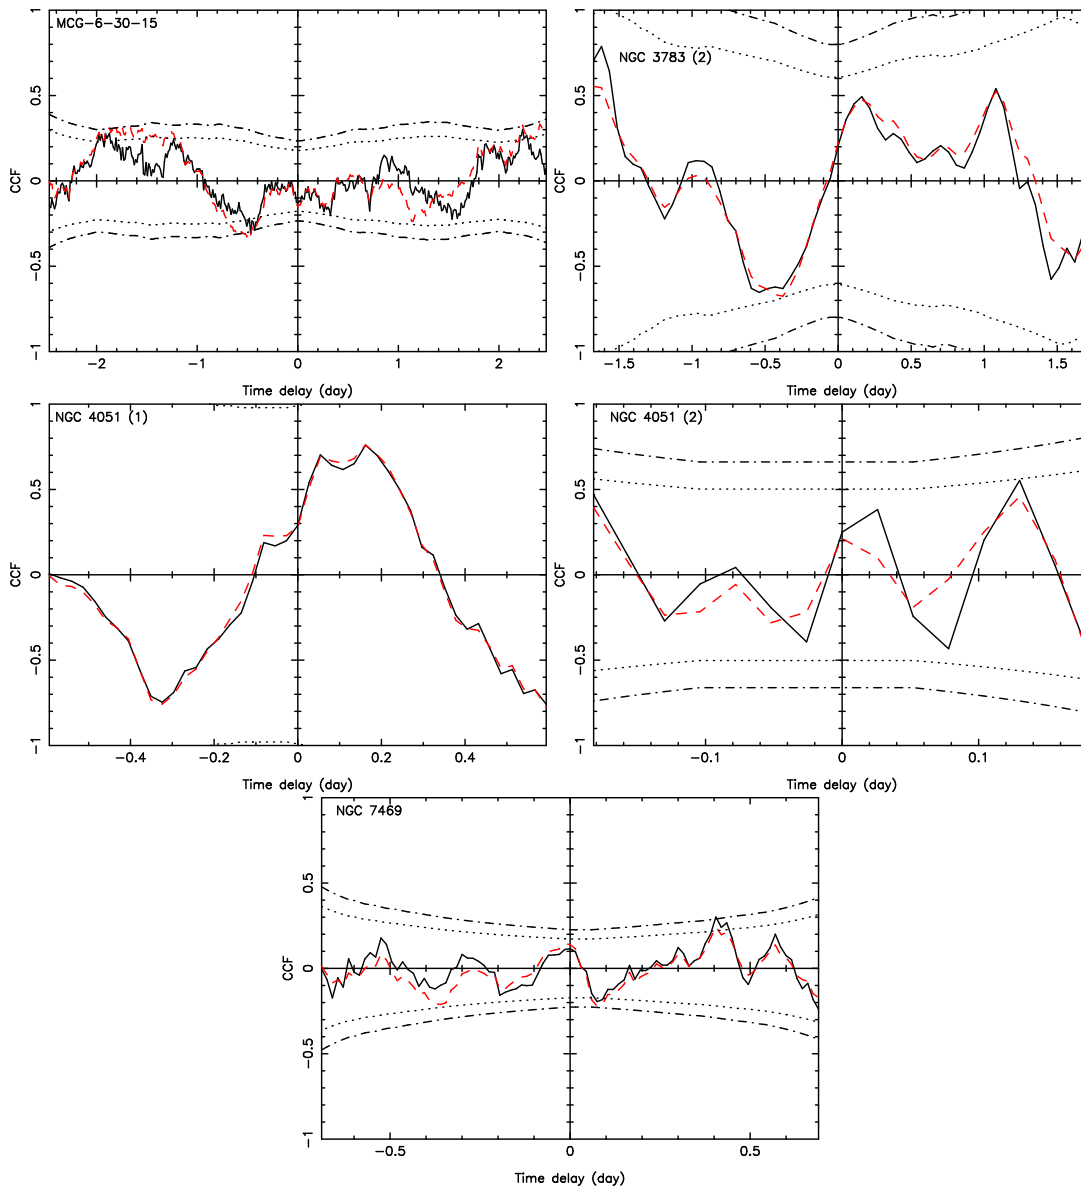 MCG-6-30-15
1
0.5
0
-0.5
-1
CCF
-2 -1 0 1 2
Time delay (day)
NGC 3783 (2)
1
0.5
0
-0.5
-1
CCF
-1.5 -1 -0.5 0 0.5 1 1.5
Time delay (day)
NGC 4051 (1)
1
0.5
0
-0.5
-1
CCF
-0.4 -0.2 0 0.2 0.4
Time delay (day)
NGC 4051 (2)
1
0.5
0
-0.5
-1
CCF
-0.1 0 0.1
Time delay (day)
NGC 7469
1
0.5
0
-0.5
-1
CCF
-0.5 0 0.5
Time delay (day)